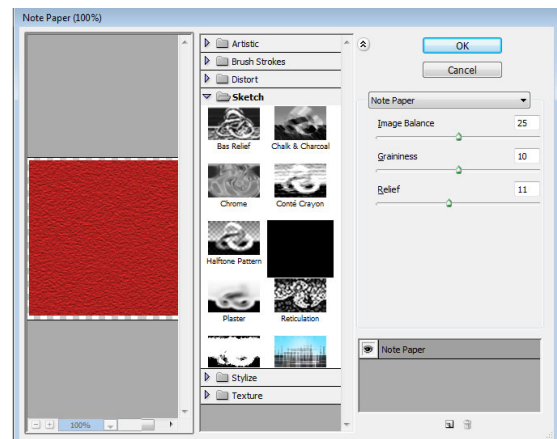 Note Paper (100%)
Artistic
Brush Strokes
Distort
Sketch
Bas Relief
Chalk & Charcoal
Chrome
Conté Crayon
Halftone Pattern
Plaster
Reticulation
Stylize
Texture
100%
OK
Cancel
Note Paper
Image Balance 25
Graininess 10
Relief 11
Note Paper